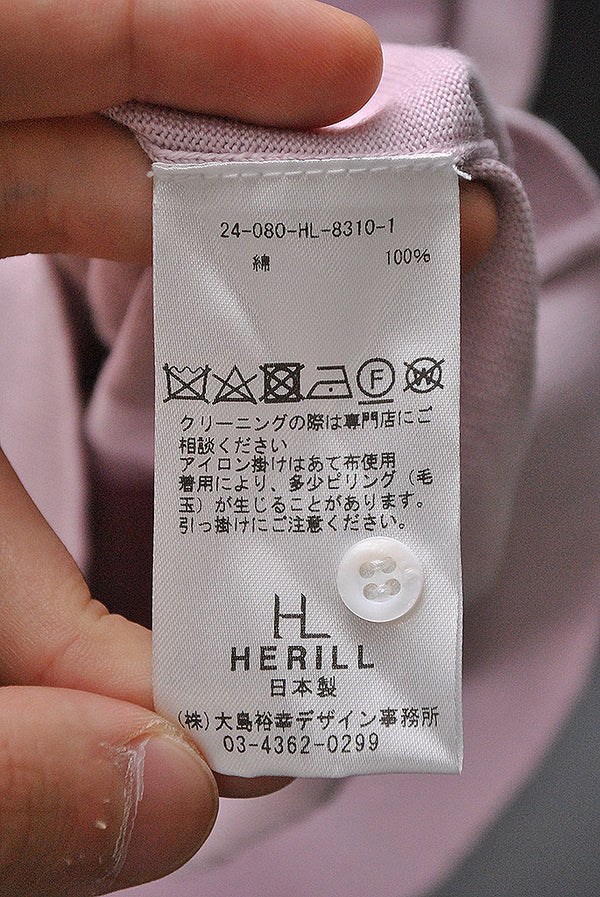 24-080-HL-8310-1
綿 100%
F W
クリーニングの際は専門店にご
相談ください
アイロン掛けはあて布使用
着用により、多少ピリング（毛
玉）が生じることがあります。
引っ掛けにご注意ください。
HL
HERILL
日本製
(株)大島裕幸デザイン事務所
03-4362-0299